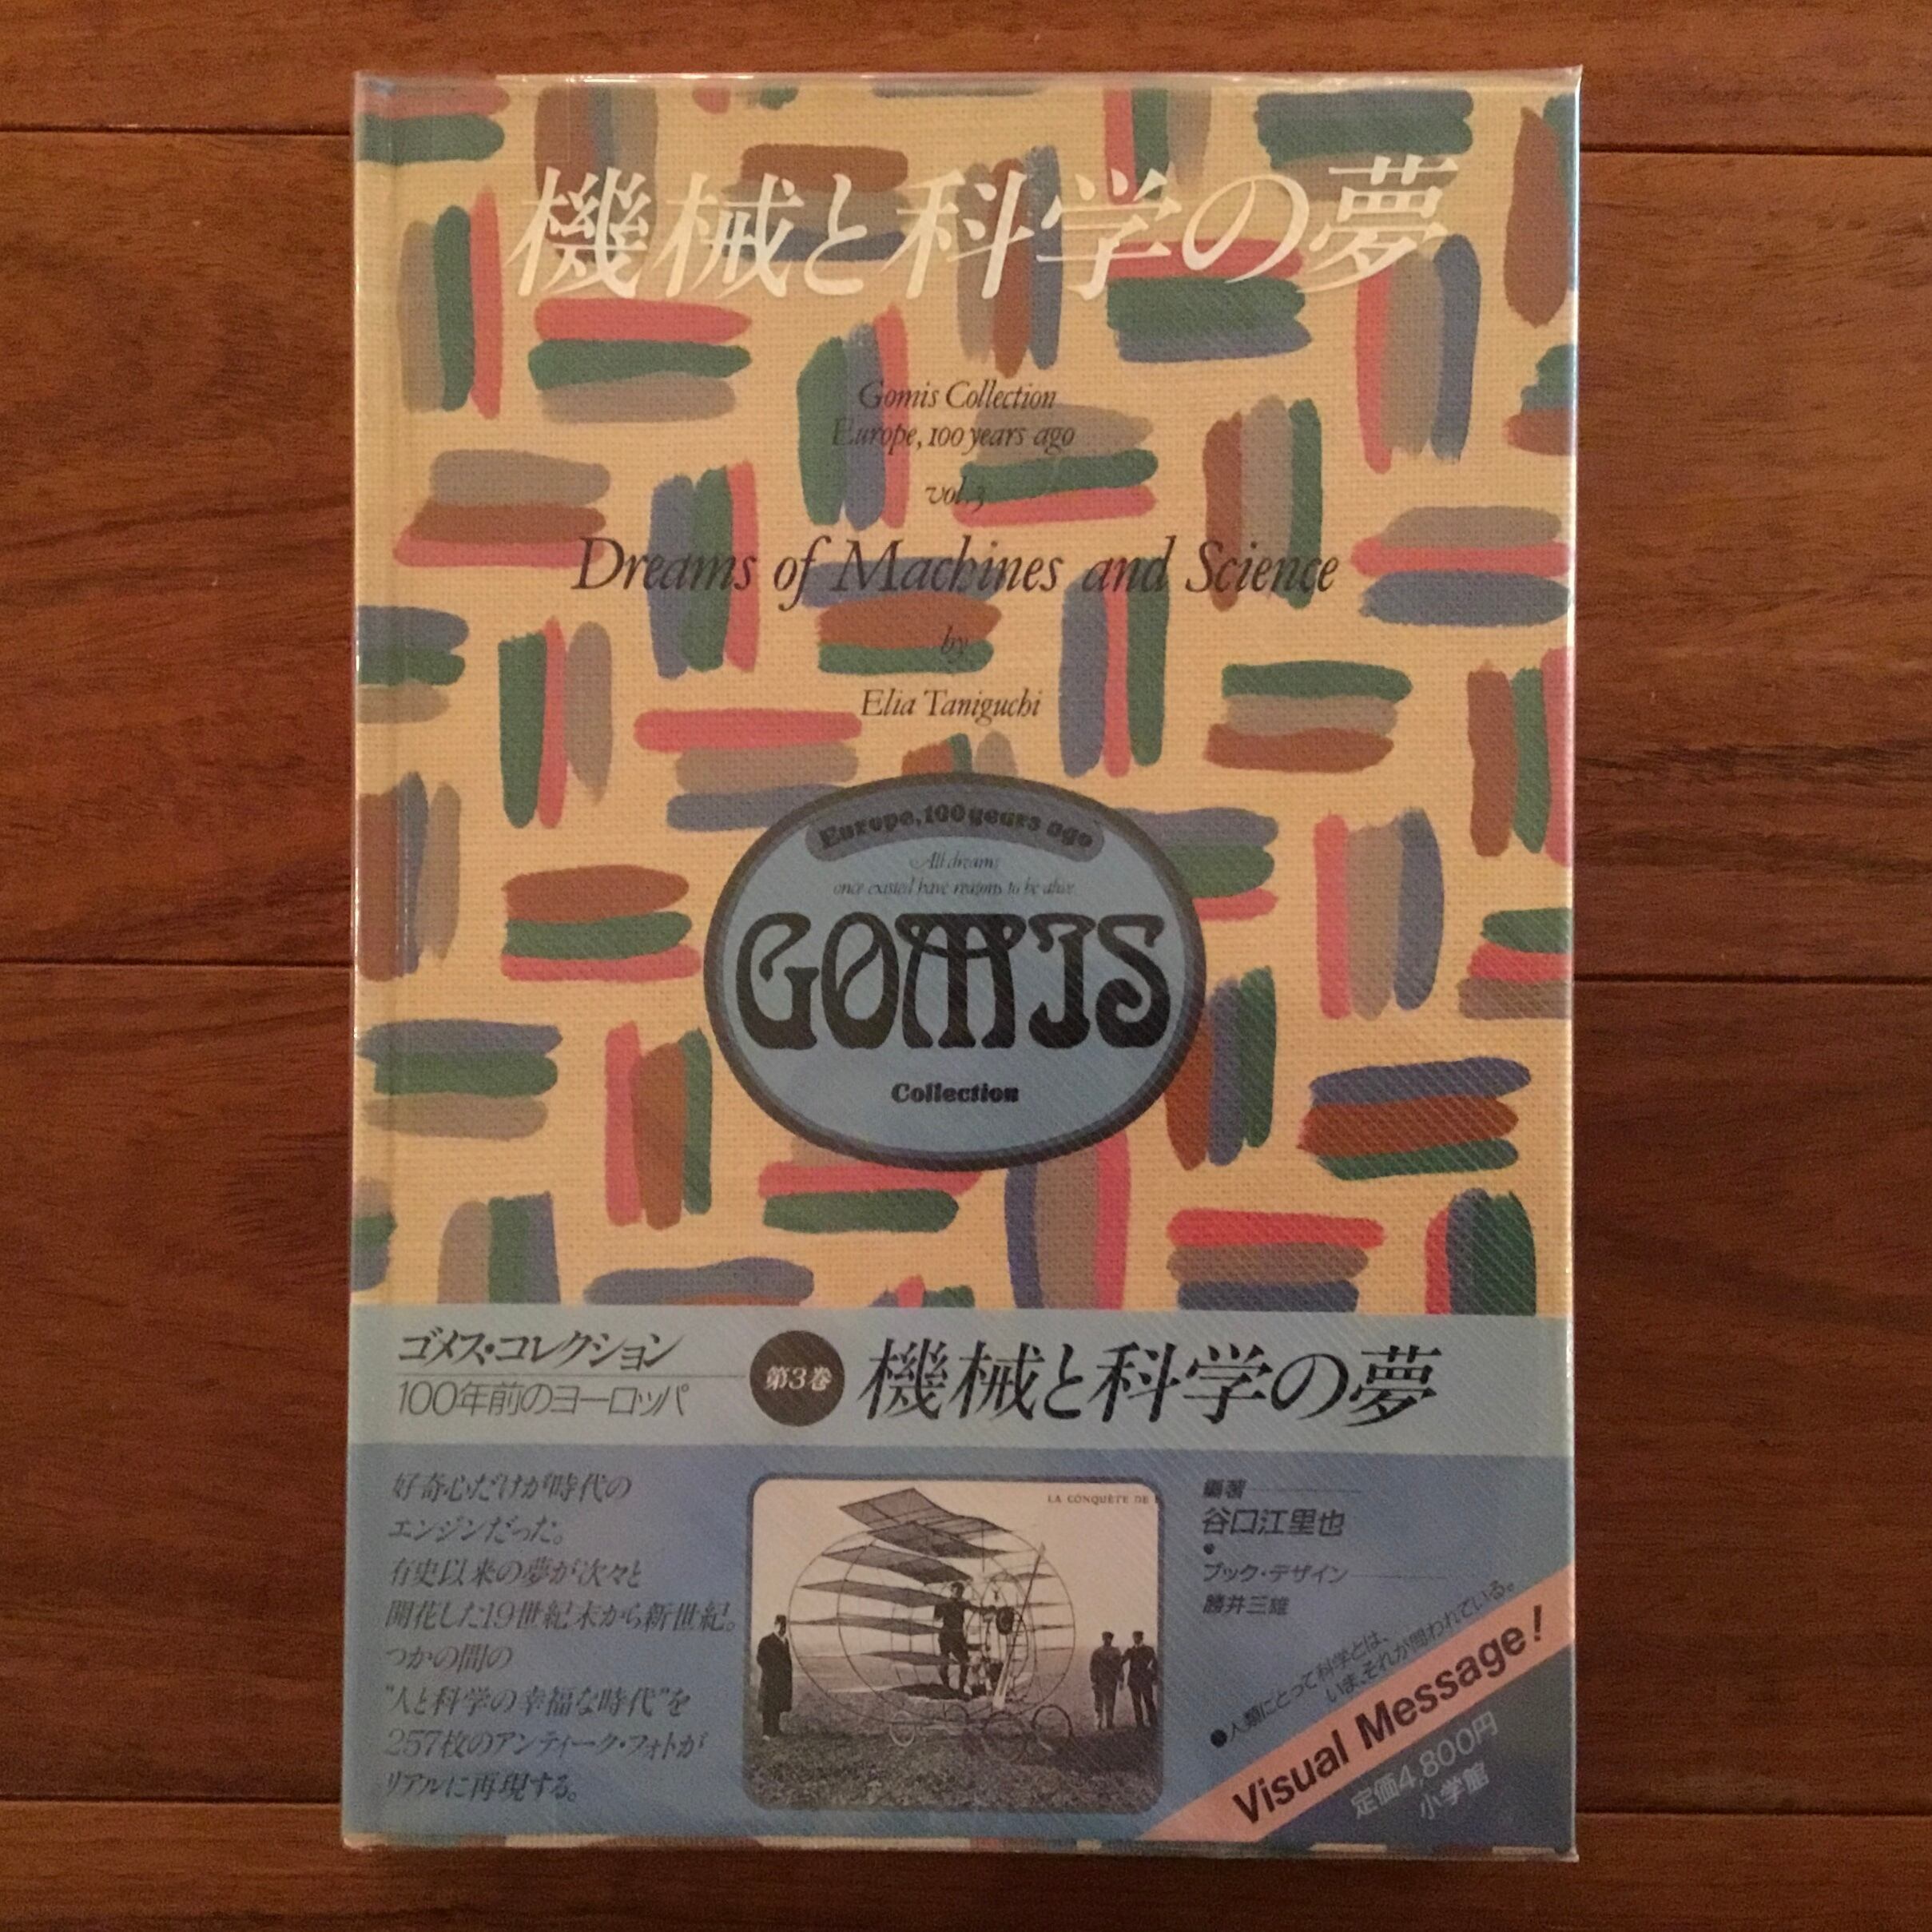 機械と科学の夢
Gomis Collection
Europe, 100 years ago
vol.3
Dreams of Machines and Science
by
Elia Taniguchi
Europe, 100 years ago
All dreams
once existed have reasons to be alive
GOMIS
Collection
ゴメス・コレクション
100年前のヨーロッパ
第3巻
機械と科学の夢
好奇心だけが時代の
エンジンだった。
有史以来の夢が次々と
開花した19世紀末から新世紀。
つかの間の
"人と科学の幸福な時代"を
257枚のアンティーク・フォトが
リアルに再現する。
LA CONQUÊTE DE
編著
谷口江里也
●
ブック・デザイン
勝井三雄
●人類にとって科学とは、
いま、それが問われている。
Visual Message!
定価4,800円
小学館